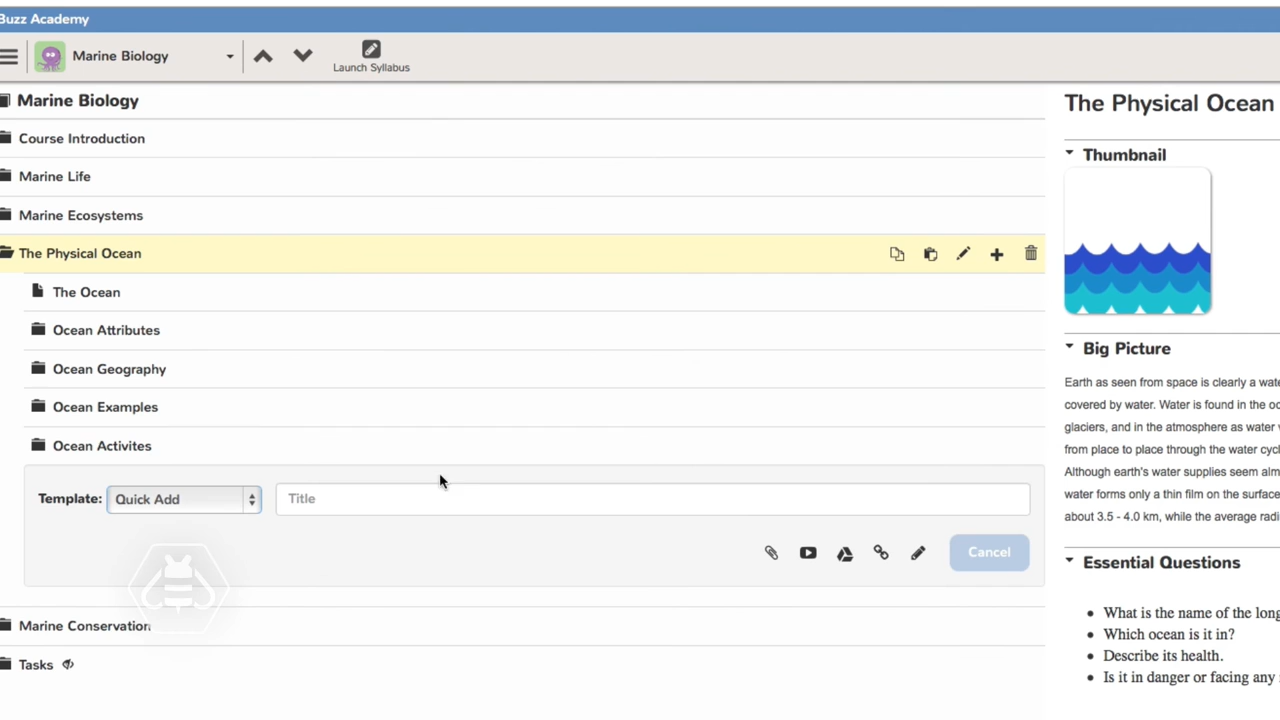 Buzz Academy
Marine Biology
Launch Syllabus
Marine Biology
Course Introduction
Marine Life
Marine Ecosystems
The Physical Ocean
The Ocean
Ocean Attributes
Ocean Geography
Ocean Examples
Ocean Activites
Template: Quick Add Title
Cancel
Marine Conservation
Tasks
The Physical Ocean
Thumbnail
Big Picture
Earth as seen from space is clearly a
covered by water. Water is found in the
glaciers, and in the atmosphere as water
from place to place through the water
Although earth's water supplies seem
water forms only a thin film on the surface
about 3.5 - 4.0 km, while the average
Essential Questions
What is the name of the
Which ocean is it in?
Describe its health.
Is it in danger or facing any